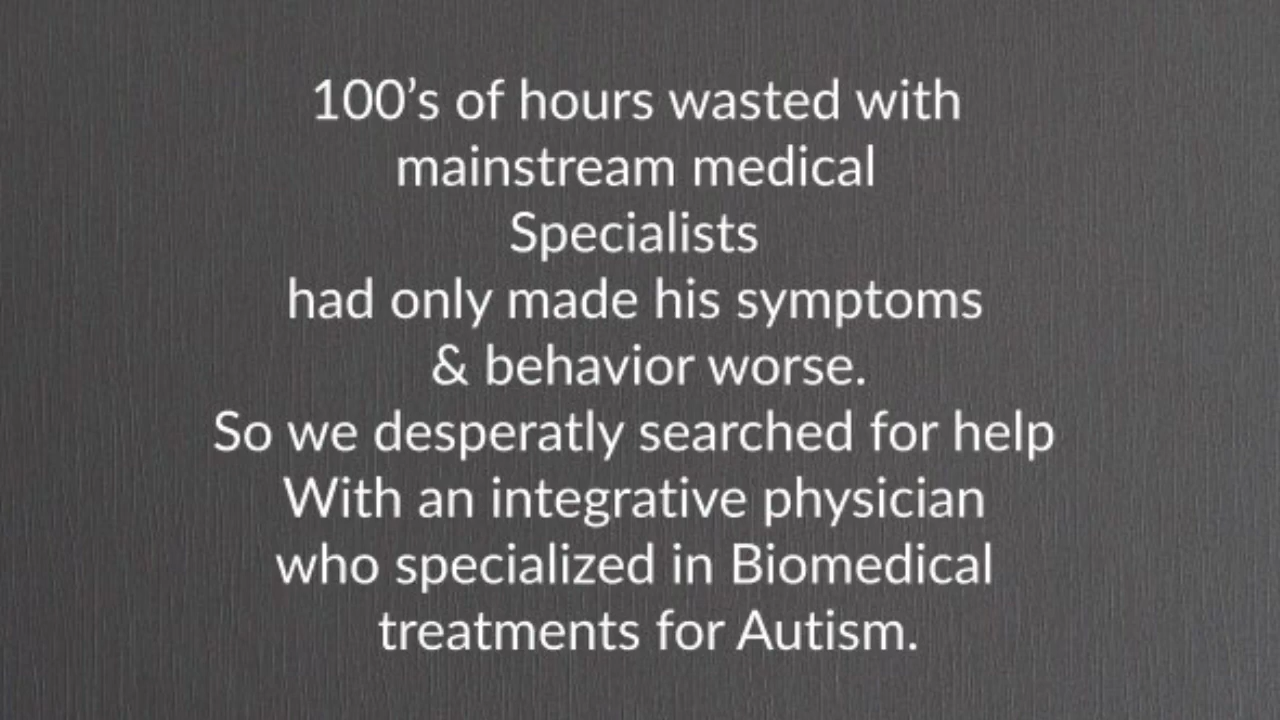 100’s of hours wasted with
mainstream medical
Specialists
had only made his symptoms
& behavior worse.
So we desperatly searched for help
With an integrative physician
who specialized in Biomedical
treatments for Autism.